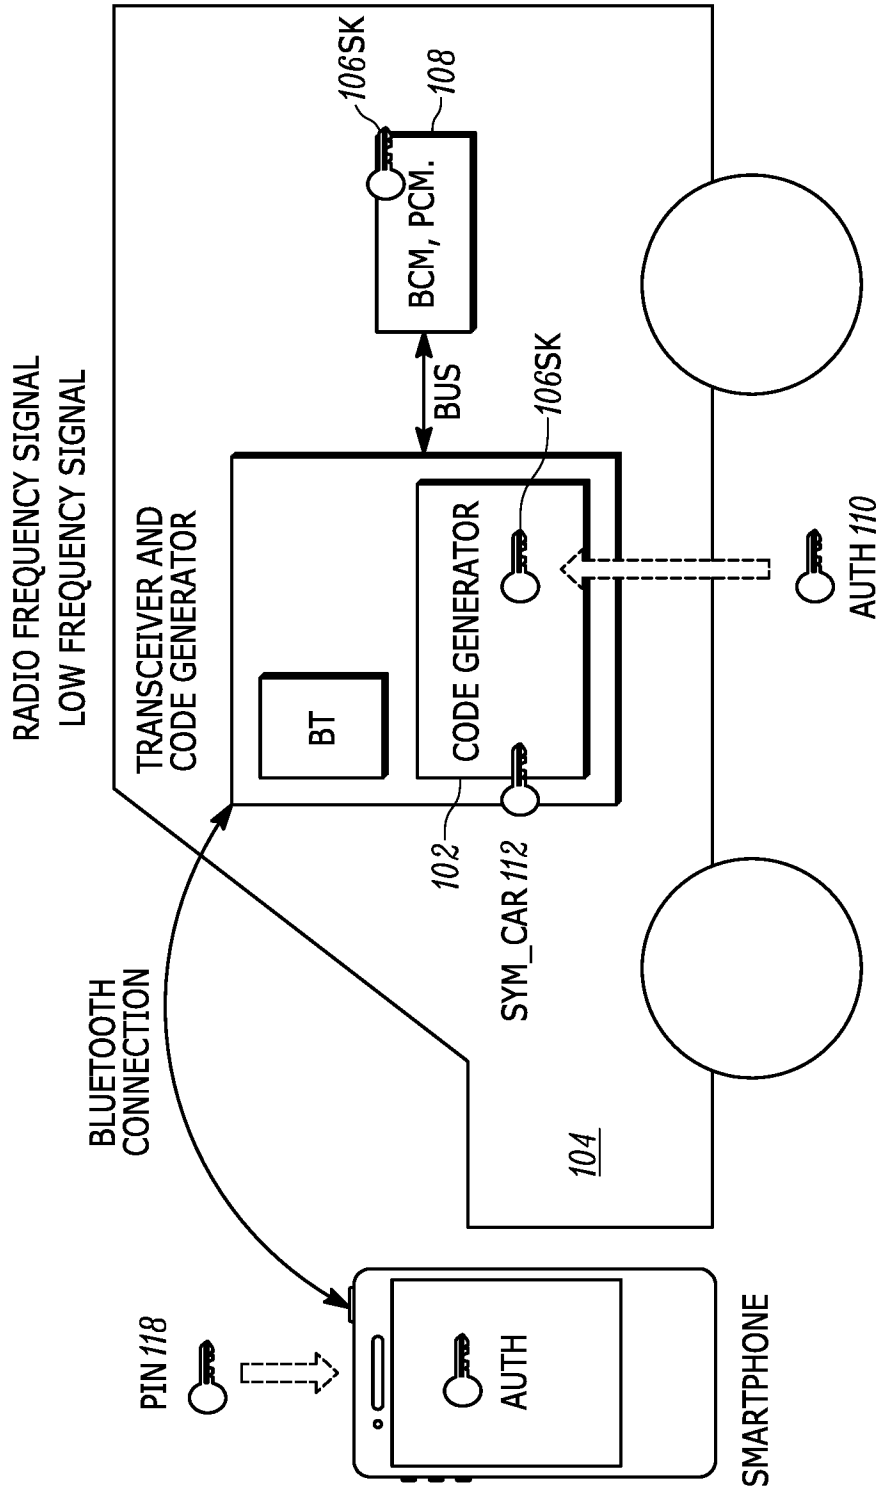 RADIO FREQUENCY SIGNAL
LOW FREQUENCY SIGNAL
BLUETOOTH
CONNECTION
TRANSCEIVER AND
CODE GENERATOR
PIN 118
BT
106SK
108
BCM, PCM.
BUS
CODE GENERATOR
102
106SK
SYM_CAR 112
AUTH
104
SMARTPHONE
AUTH 110